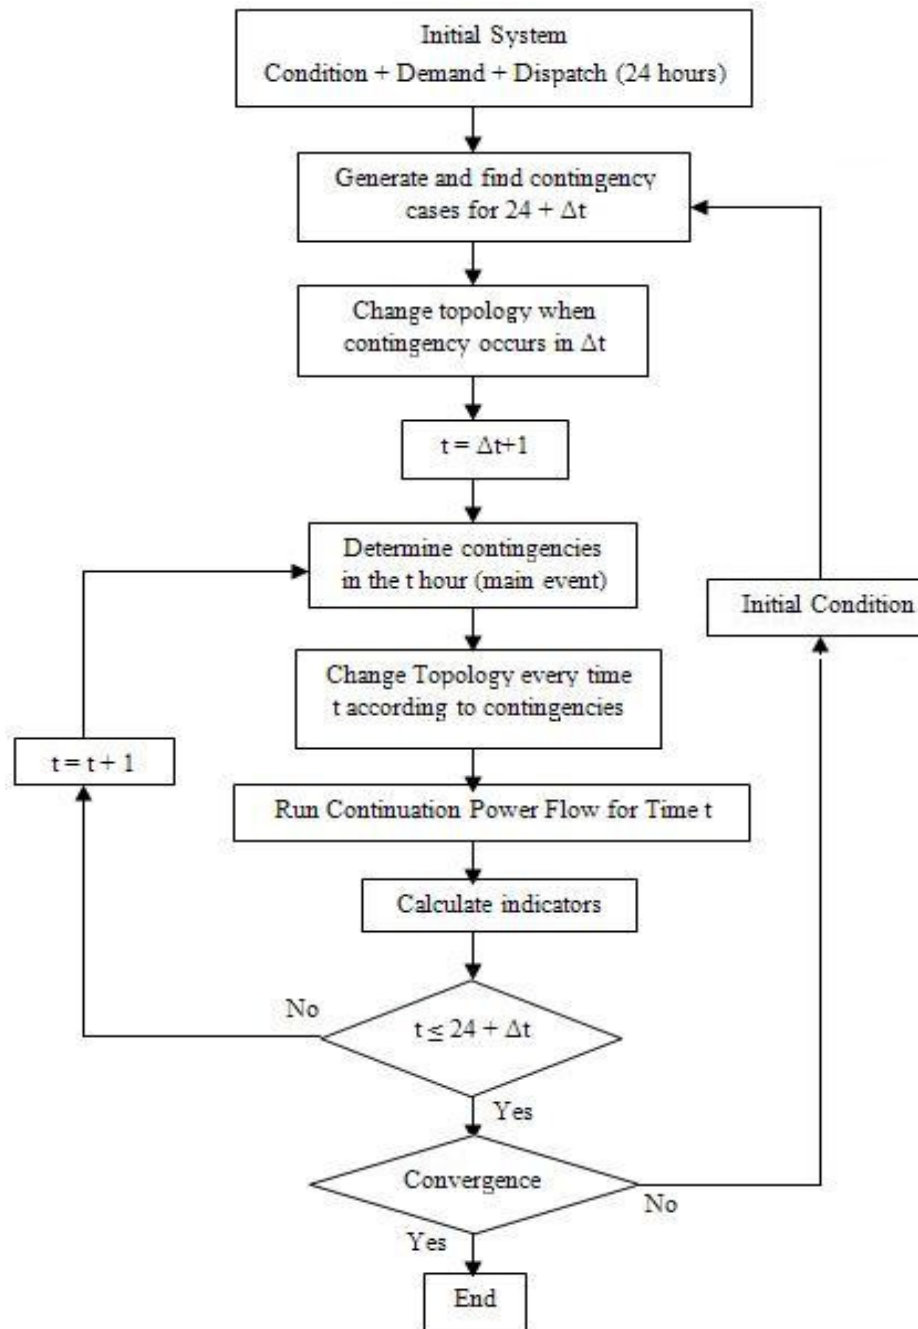 Initial System
Condition + Demand + Dispatch (24 hours)
Generate and find contingency
cases for 24 + Δt
Change topology when
contingency occurs in Δt
t = Δt+1
Determine contingencies
in the t hour (main event)
Initial Condition
Change Topology every time
t according to contingencies
t = t + 1
Run Continuation Power Flow for Time t
Calculate indicators
No
t ≤ 24 + Δt
Yes
Convergence
No
Yes
End